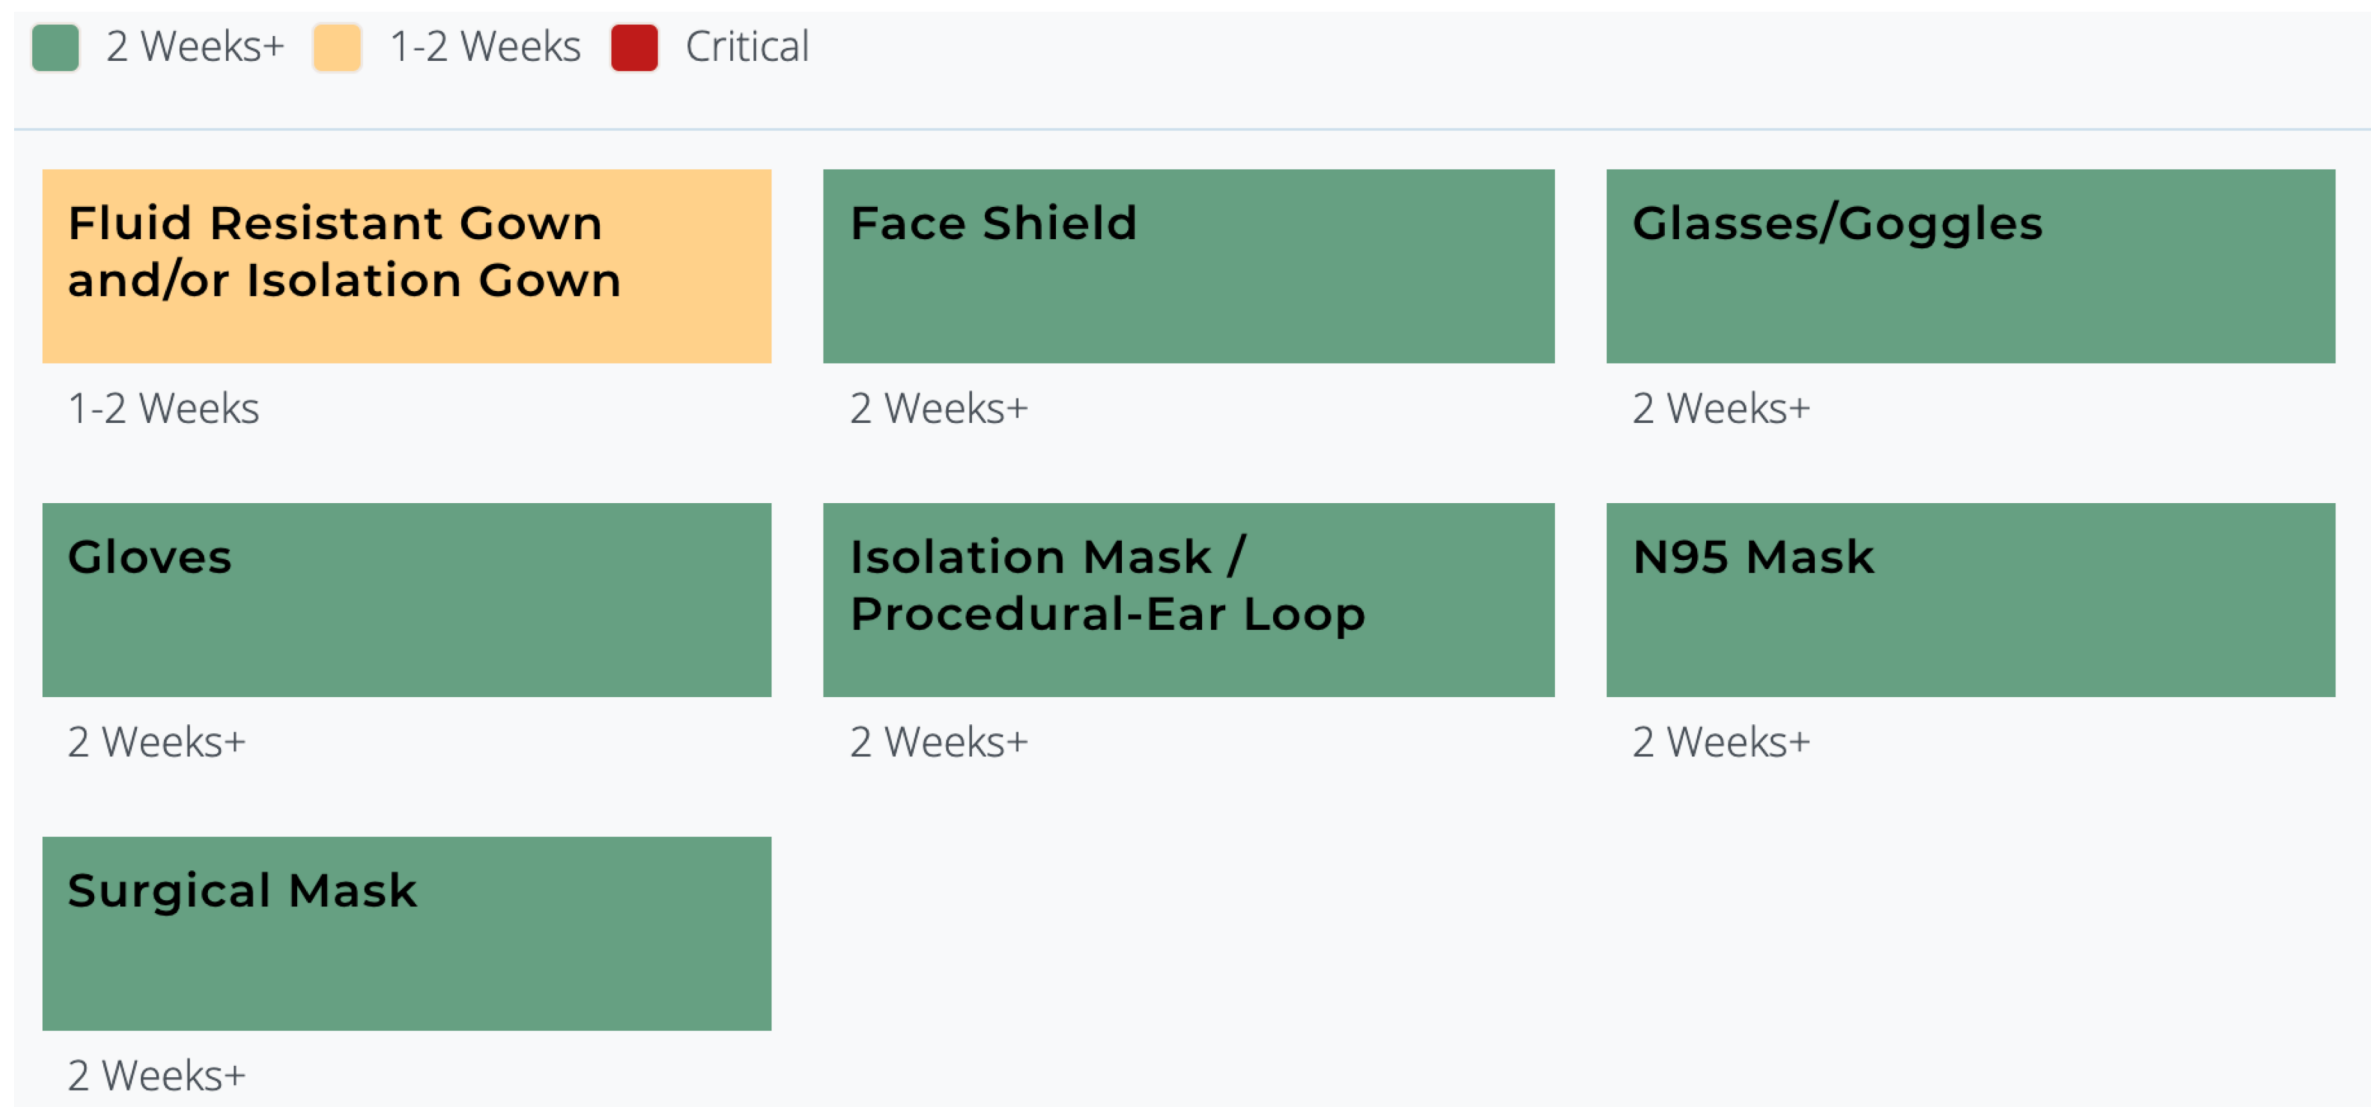 2 Weeks+ 1-2 Weeks Critical
Fluid Resistant Gown
and/or Isolation Gown
1-2 Weeks
Face Shield
2 Weeks+
Glasses/Goggles
2 Weeks+
Gloves
2 Weeks+
Isolation Mask /
Procedural-Ear Loop
2 Weeks+
N95 Mask
2 Weeks+
Surgical Mask
2 Weeks+